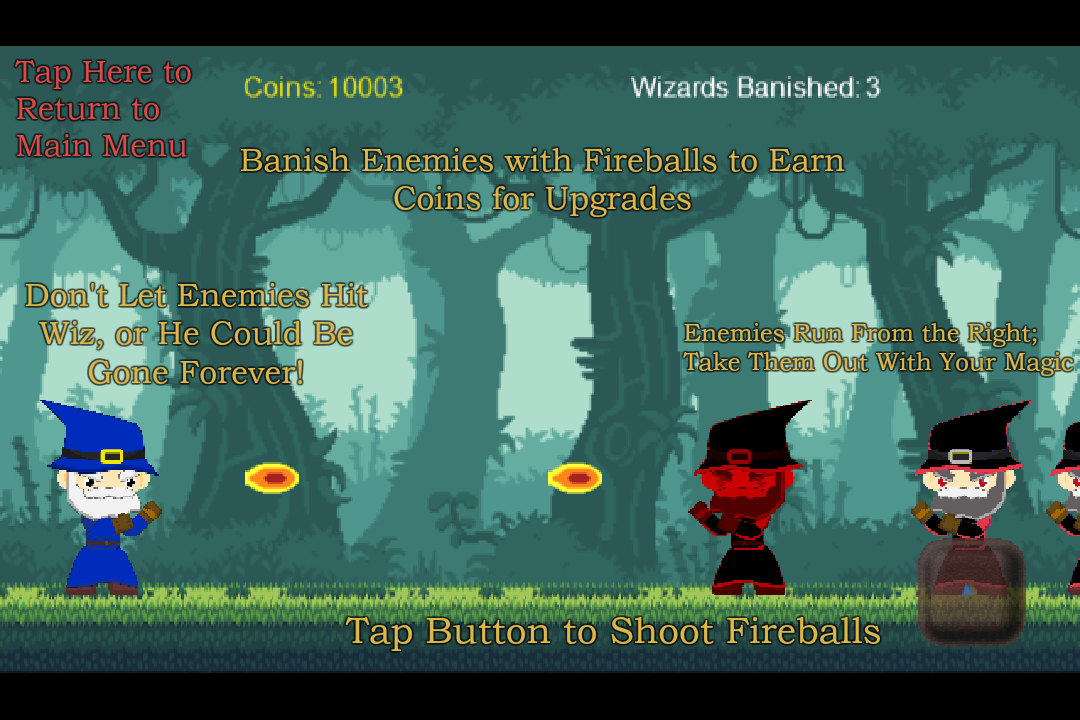 Tap Here to
Return to
Main Menu
Coins: 10003
Wizards Banished: 3
Banish Enemies with Fireballs to Earn
Coins for Upgrades
Don't Let Enemies Hit
Wiz, or He Could Be
Gone Forever!
Enemies Run From the Right;
Take Them Out With Your Magic
Tap Button to Shoot Fireballs